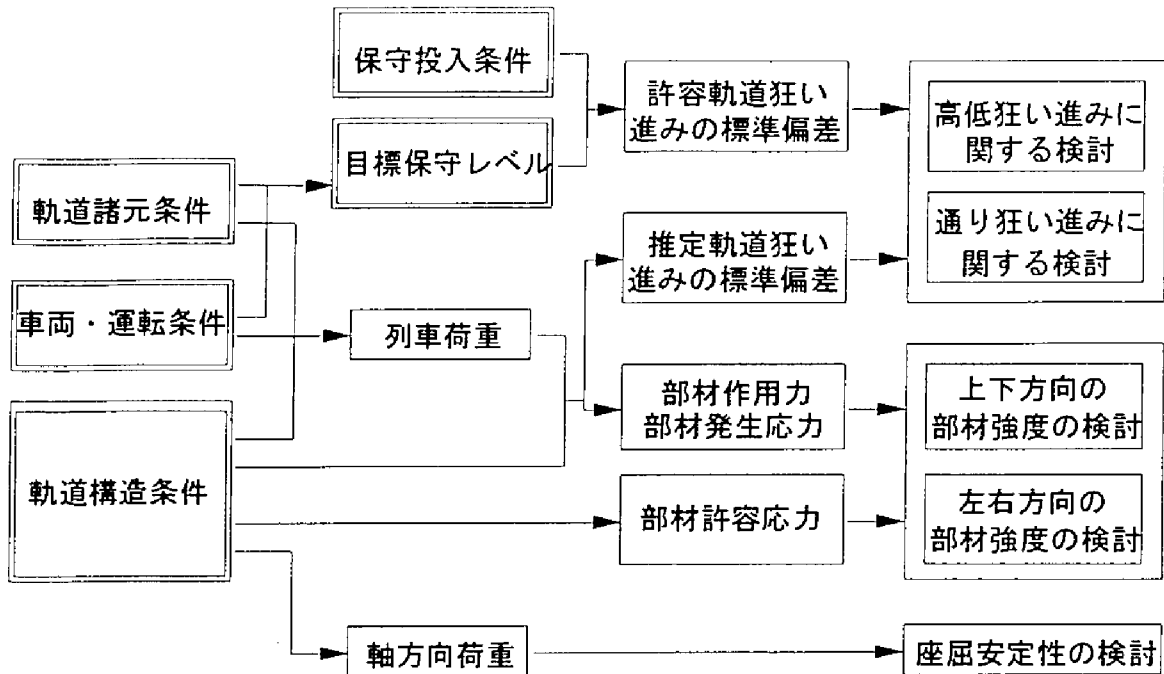 保守投入条件
目標保守レベル
軌道諸元条件
車両・運転条件
軌道構造条件
列車荷重
軸方向荷重
許容軌道狂い
進みの標準偏差
推定軌道狂い
進みの標準偏差
部材作用力
部材発生応力
部材許容応力
高低狂い進みに
関する検討
通り狂い進みに
関する検討
上下方向の
部材強度の検討
左右方向の
部材強度の検討
座屈安定性の検討